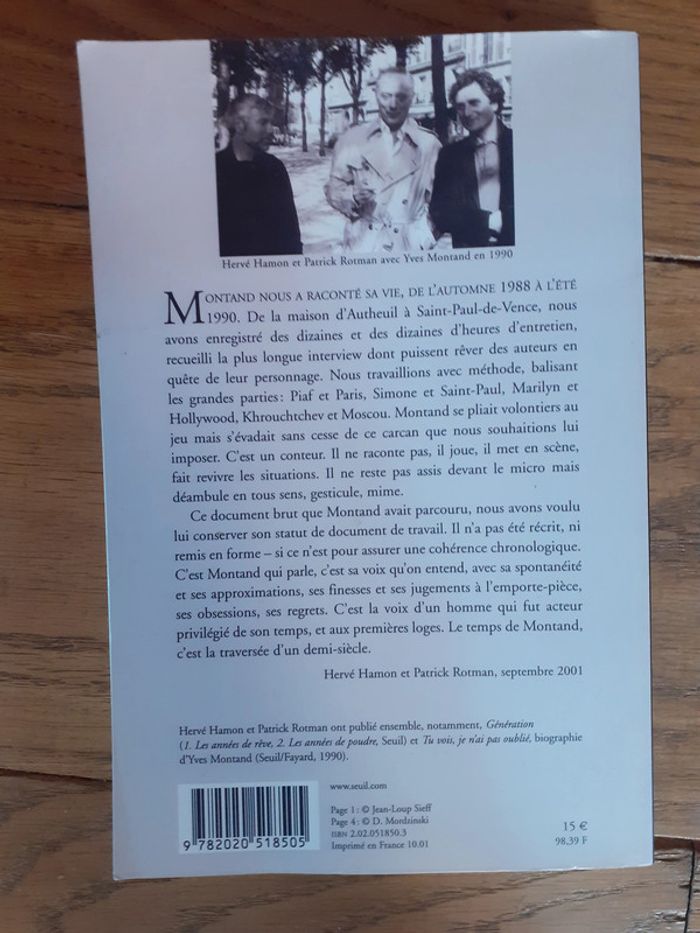 Hervé Hamon et Patrick Rotman avec Yves Montand en 1990
MONTAND NOUS A RACONTÉ SA VIE, DE L'AUTOMNE 1988 À L'ÉTÉ
1990. De la maison d'Autheuil à Saint-Paul-de-Vence, nous
avons enregistré des dizaines et des dizaines d'heures d'entretien,
recueilli la plus longue interview dont puissent rêver des auteurs en
quête de leur personnage. Nous travaillions avec méthode, balisant
les grandes parties : Piaf et Paris, Simone et Saint-Paul, Marilyn et
Hollywood, Khrouchtchev et Moscou. Montand se pliait volontiers au
jeu mais s'évadait sans cesse de ce carcan que nous souhaitions lui
imposer. C'est un conteur. Il ne raconte pas, il joue, il met en scène,
fait revivre les situations. Il ne reste pas assis devant le micro mais
déambule en tous sens, gesticule, mime.
Ce document brut que Montand avait parcouru, nous avons voulu
lui conserver son statut de document de travail. Il n'a pas été récrit, ni
remis en forme – si ce n'est pour assurer une cohérence chronologique.
C'est Montand qui parle, c'est sa voix qu'on entend, avec sa spontanéité
et ses approximations, ses finesses et ses jugements à l'emporte-pièce,
ses obsessions, ses regrets. C'est la voix d'un homme qui fut acteur
privilégié de son temps, et aux premières loges. Le temps de Montand,
c'est la traversée d'un demi-siècle.
Hervé Hamon et Patrick Rotman, septembre 2001
Hervé Hamon et Patrick Rotman ont publié ensemble, notamment, Génération
(1. Les années de rêve, 2. Les années de poudre, Seuil) et Tu vois, je n'ai pas oublié, biographie
d'Yves Montand (Seuil/Fayard, 1990).
www.seuil.com
Page 1 : © Jean-Loup Sieff
Page 4 : © D. Mordzinski
ISBN 2.02.051850.3
Imprimé en France 10.01
15 €
98.39 F
9 782020 518505